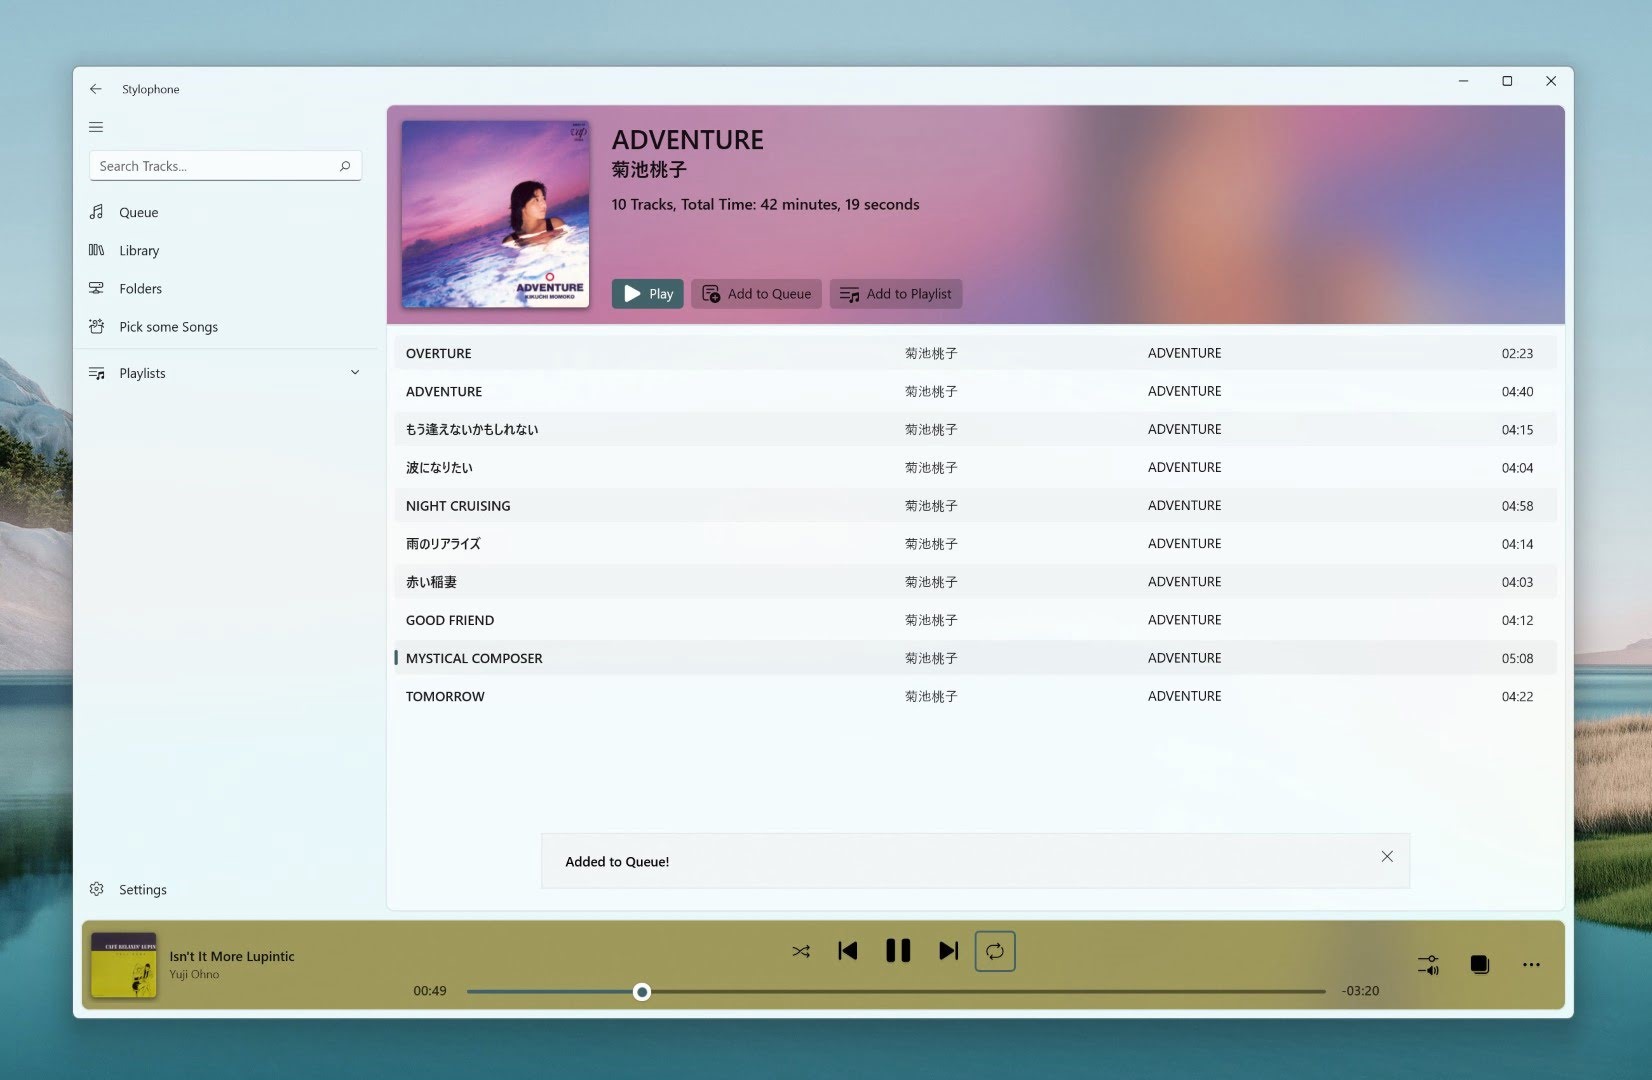 Stylophone
Search Tracks...
Queue
Library
Folders
Pick some Songs
Playlists
Settings
ADVENTURE
KIKUCHI MOMOKO
ADVENTURE
菊池桃子
10 Tracks, Total Time: 42 minutes, 19 seconds
Play Add to Queue Add to Playlist
OVERTURE 菊池桃子 ADVENTURE 02:23
ADVENTURE 菊池桃子 ADVENTURE 04:40
もう逢えないかもしれない 菊池桃子 ADVENTURE 04:15
波になりたい 菊池桃子 ADVENTURE 04:04
NIGHT CRUISING 菊池桃子 ADVENTURE 04:58
雨のリアライズ 菊池桃子 ADVENTURE 04:14
赤い稲妻 菊池桃子 ADVENTURE 04:03
GOOD FRIEND 菊池桃子 ADVENTURE 04:12
MYSTICAL COMPOSER 菊池桃子 ADVENTURE 05:08
TOMORROW 菊池桃子 ADVENTURE 04:22
Added to Queue!
CAFÉ RELAXIN' LUPIN
Isn't It More Lupintic
Yuji Ohno
00:49 -03:20